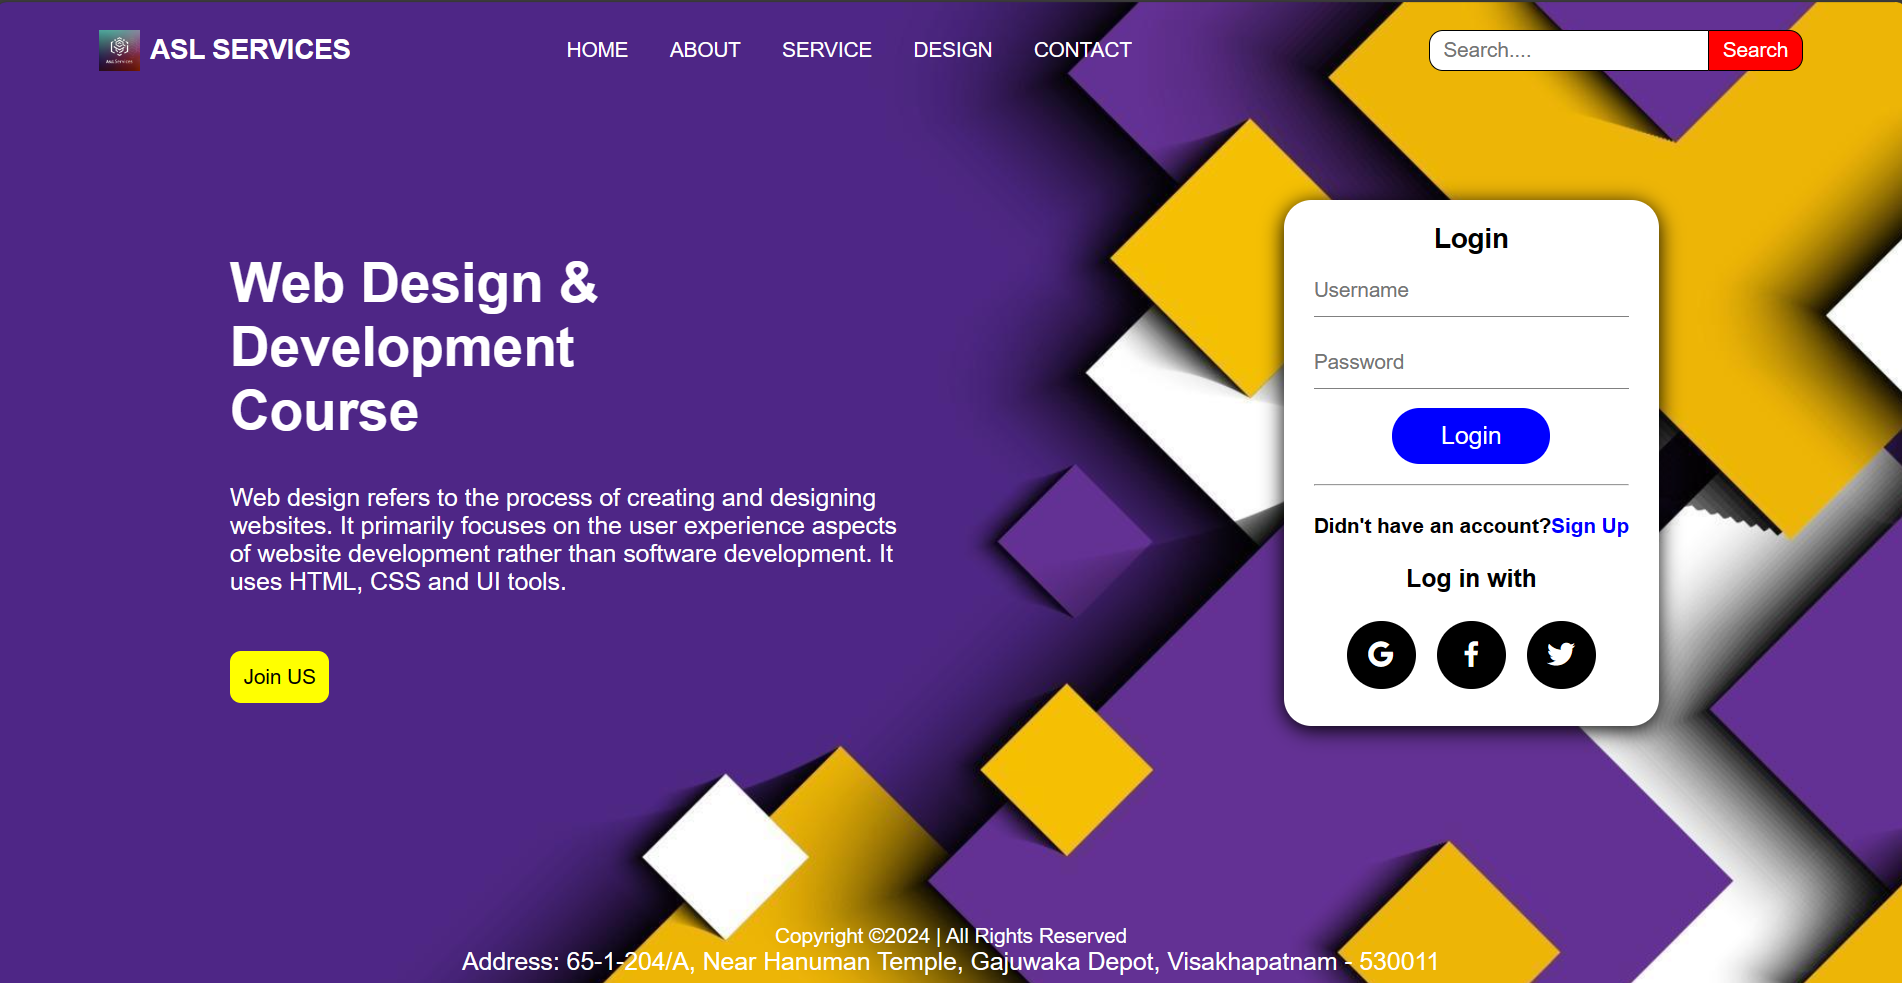 ASL SERVICES
HOME ABOUT SERVICE DESIGN CONTACT
Search.... Search
Web Design &
Development
Course
Web design refers to the process of creating and designing
websites. It primarily focuses on the user experience aspects
of website development rather than software development. It
uses HTML, CSS and UI tools.
Join US
Login
Username
Password
Login
Didn't have an account?Sign Up
Log in with
Copyright ©2024 | All Rights Reserved
Address: 65-1-204/A, Near Hanuman Temple, Gajuwaka Depot, Visakhapatnam - 530011